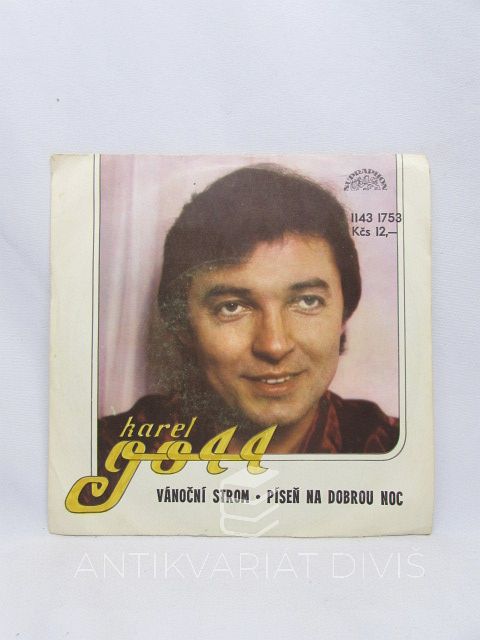 SUPRAPHON
1143 1753
Kčs 12,—
karel
gott
VÁNOČNÍ STROM • PÍSEŇ NA DOBROU NOC
ANTIKVARIÁT DIVIŠ